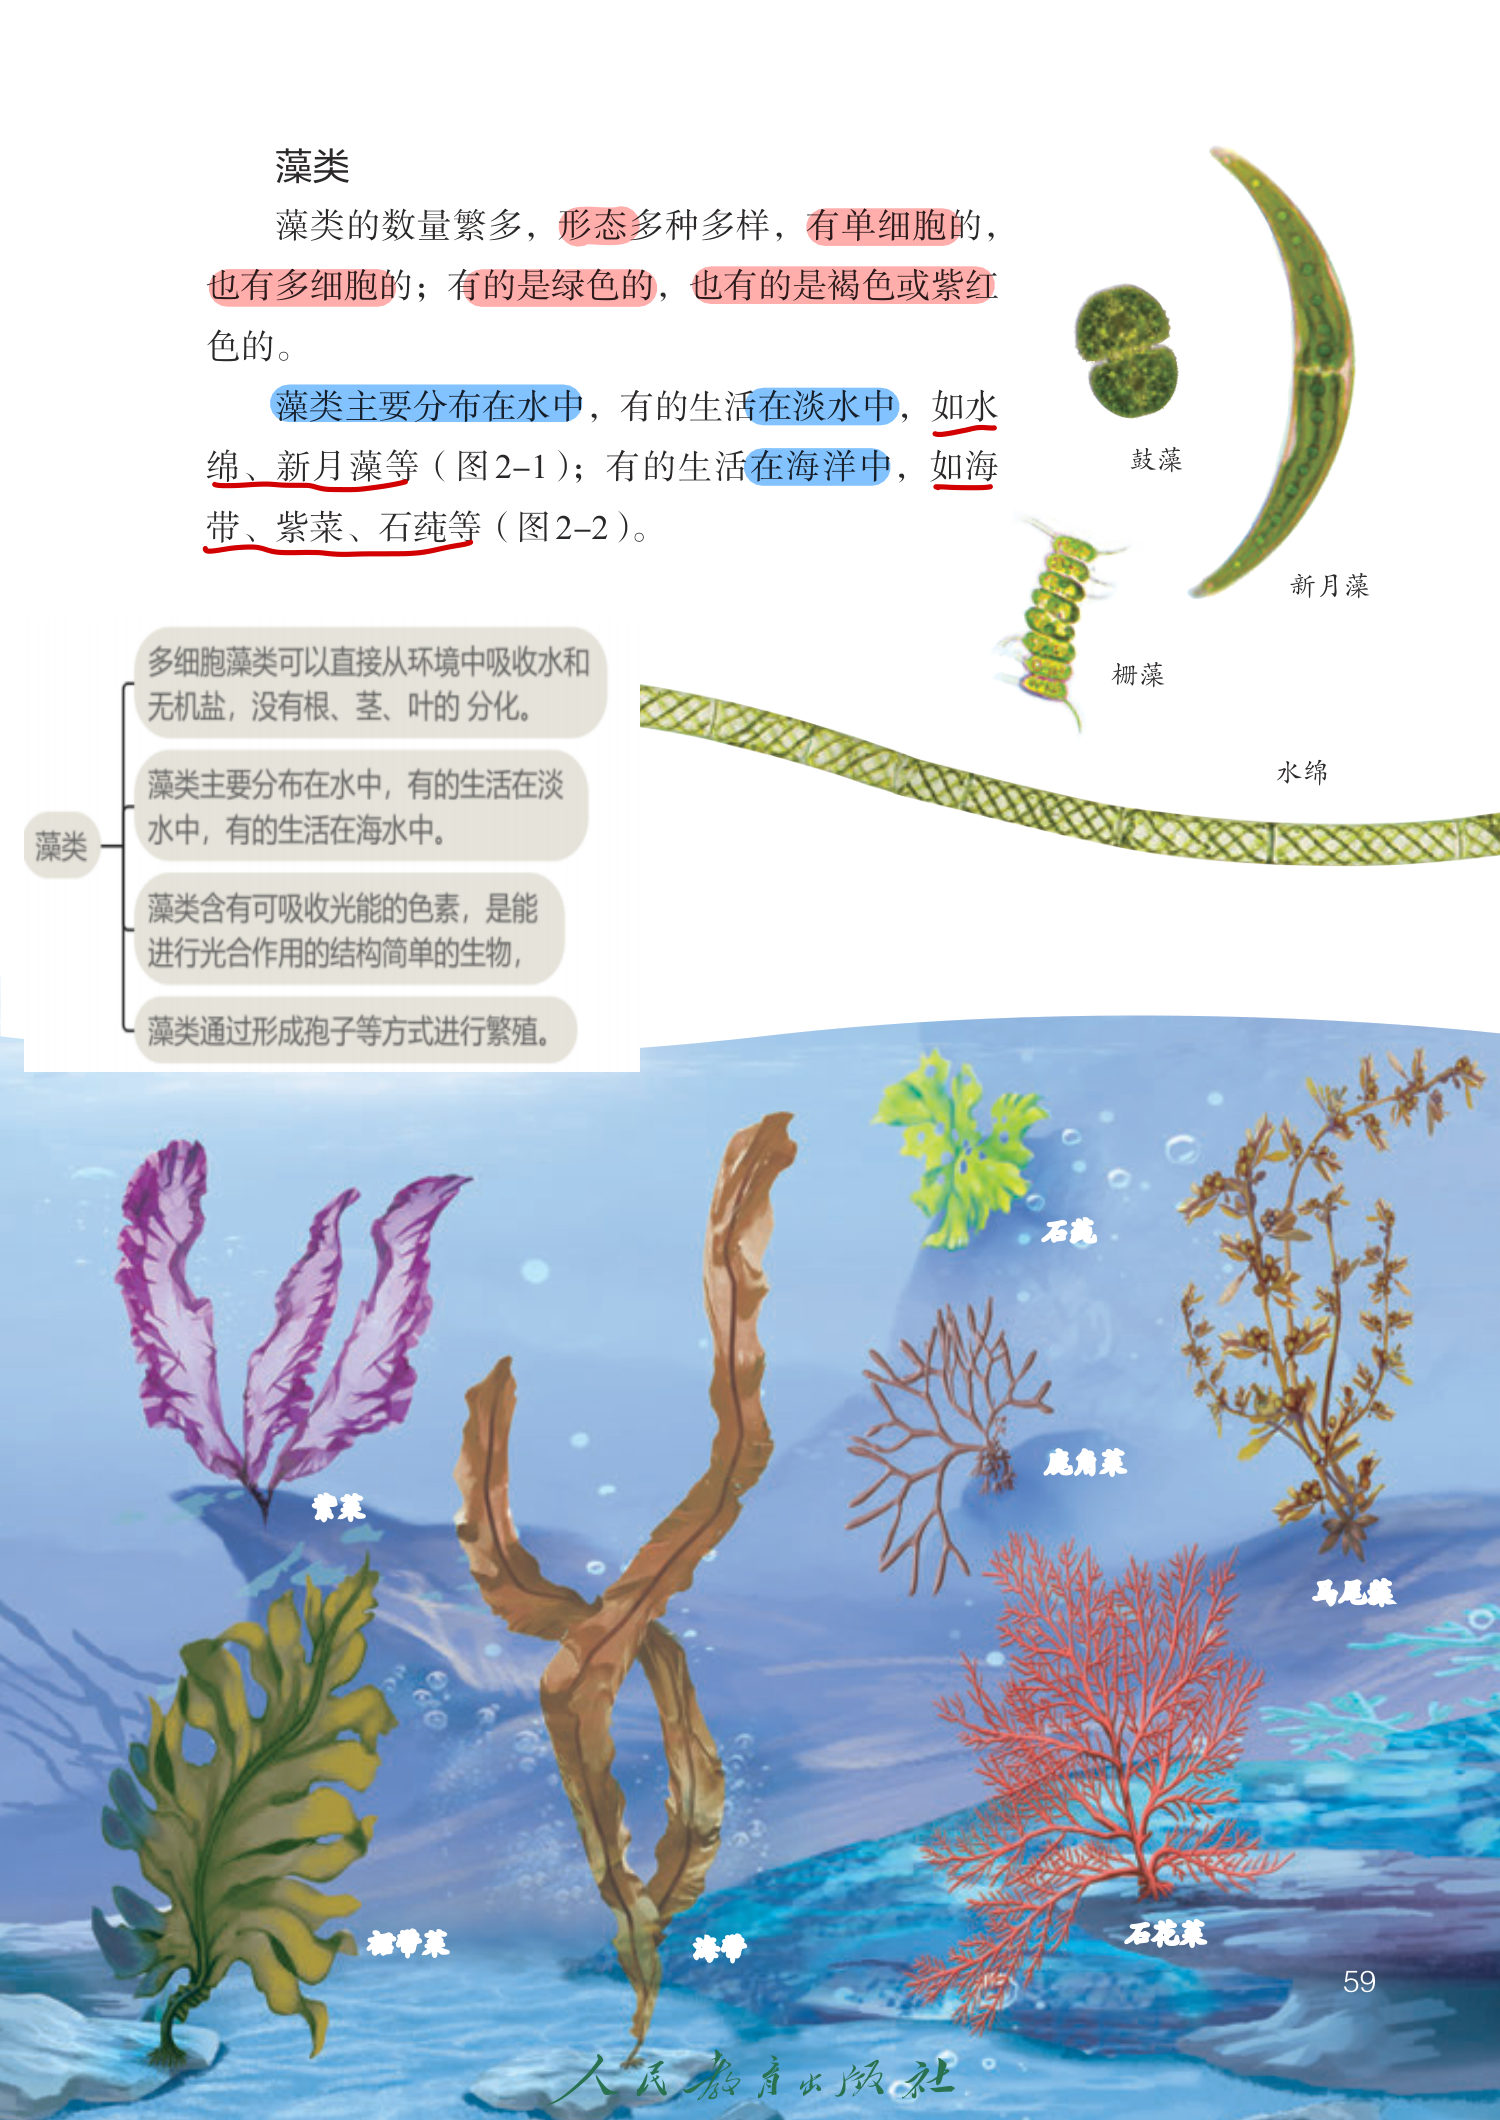 藻类
藻类的数量繁多，形态多种多样，有单细胞的，
也有多细胞的；有的是绿色的，也有的是褐色或紫红
色的。
藻类主要分布在水中，有的生活在淡水中，如水
绵、新月藻等（图2-1）；有的生活在海洋中，如海
带、紫菜、石莼等（图2-2）。
鼓藻
新月藻
栅藻
水绵
藻类
多细胞藻类可以直接从环境中吸收水和
无机盐，没有根、茎、叶的 分化。
藻类主要分布在水中，有的生活在淡
水中，有的生活在海水中。
藻类含有可吸收光能的色素，是能
进行光合作用的结构简单的生物，
藻类通过形成孢子等方式进行繁殖。
石莼
鹿角菜
紫菜
马尾藻
裙带菜
海带
石花菜
59
人民教育出版社